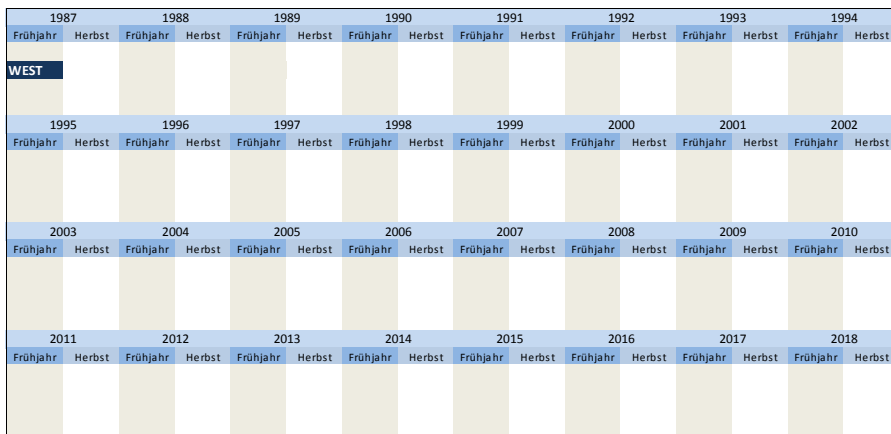 1987 1988 1989 1990 1991 1992 1993 1994
Frühjahr Herbst Frühjahr Herbst Frühjahr Herbst Frühjahr Herbst Frühjahr Herbst Frühjahr Herbst Frühjahr Herbst Frühjahr Herbst
WEST
1995 1996 1997 1998 1999 2000 2001 2002
Frühjahr Herbst Frühjahr Herbst Frühjahr Herbst Frühjahr Herbst Frühjahr Herbst Frühjahr Herbst Frühjahr Herbst Frühjahr Herbst
2003 2004 2005 2006 2007 2008 2009 2010
Frühjahr Herbst Frühjahr Herbst Frühjahr Herbst Frühjahr Herbst Frühjahr Herbst Frühjahr Herbst Frühjahr Herbst Frühjahr Herbst
2011 2012 2013 2014 2015 2016 2017 2018
Frühjahr Herbst Frühjahr Herbst Frühjahr Herbst Frühjahr Herbst Frühjahr Herbst Frühjahr Herbst Frühjahr Herbst Frühjahr Herbst